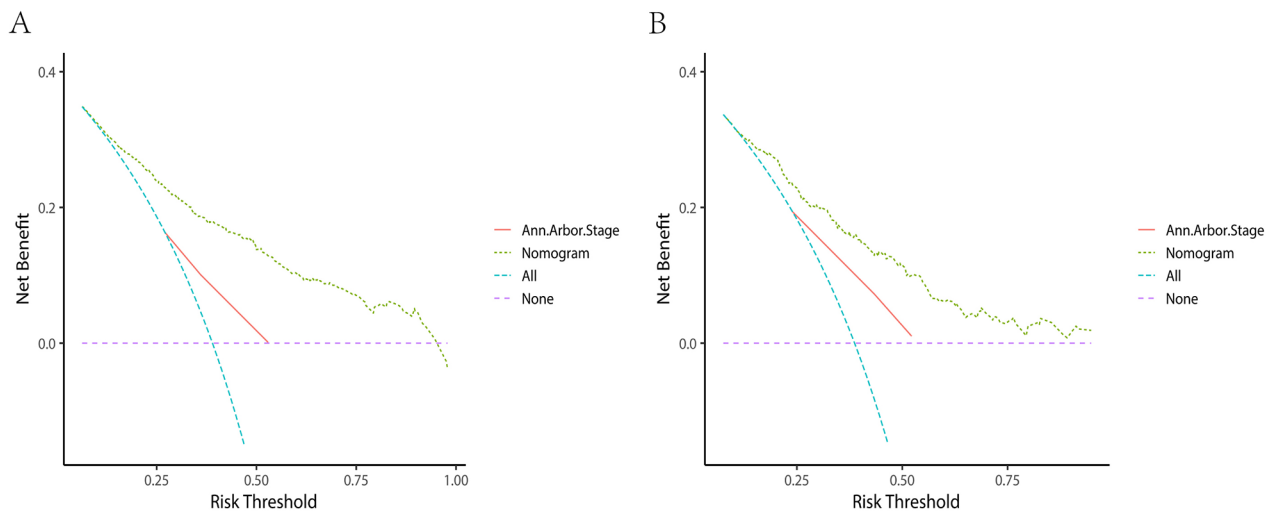 A
0.4
0.2
0.0
Net Benefit
0.25
0.50
0.75
1.00
Risk Threshold
Ann.Arbor.Stage
Nomogram
All
None
B
0.4
0.2
0.0
Net Benefit
0.25
0.50
0.75
Risk Threshold
Ann.Arbor.Stage
Nomogram
All
None